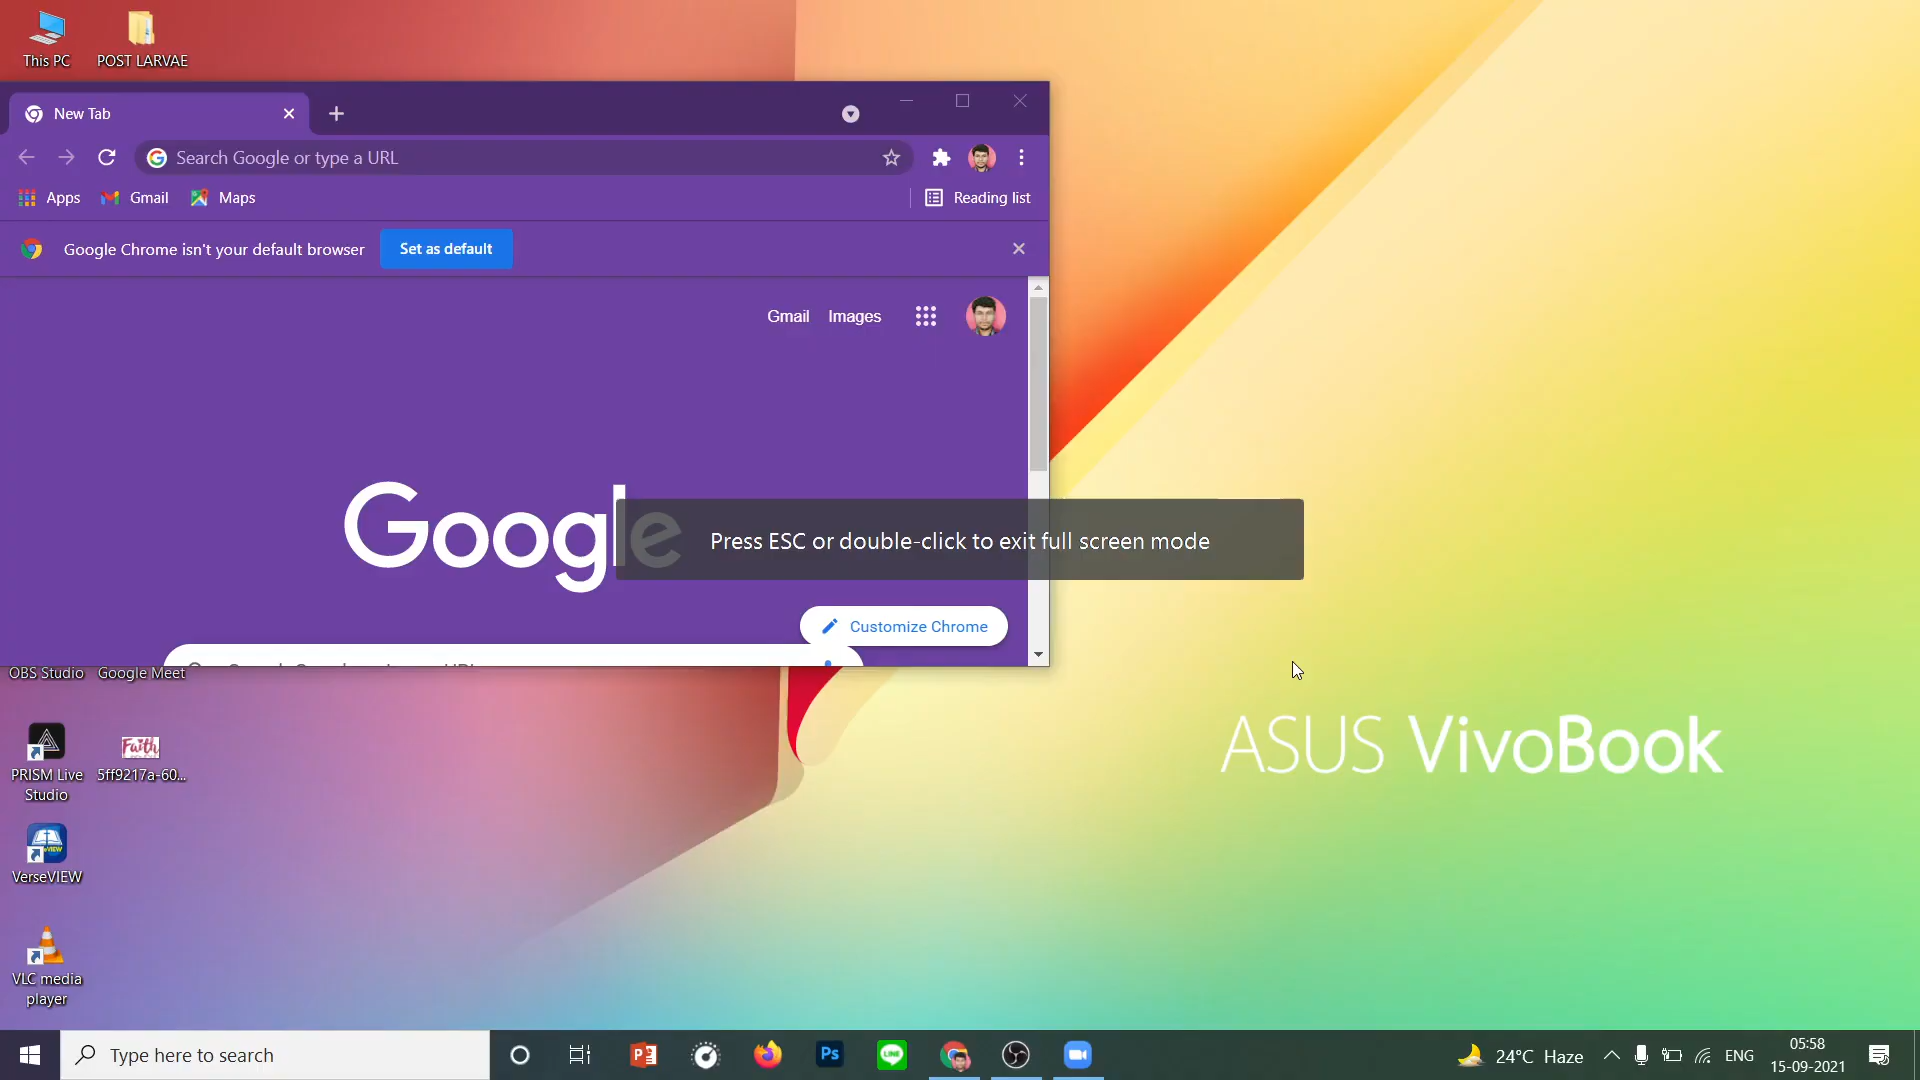 This PC
POST LARVAE
New Tab
Search Google or type a URL
Apps
Gmail
Maps
Reading list
Google Chrome isn't your default browser
Set as default
Gmail
Images
Google
Press ESC or double-click to exit full screen mode
Customize Chrome
OBS Studio
Google Meet
ASUS VivoBook
PRISM Live
Studio
Faith
5ff9217a-60...
VerseVIEW
VLC media
player
Type here to search
Ps
LINE
24°C Haze
ENG
05:58
15-09-2021